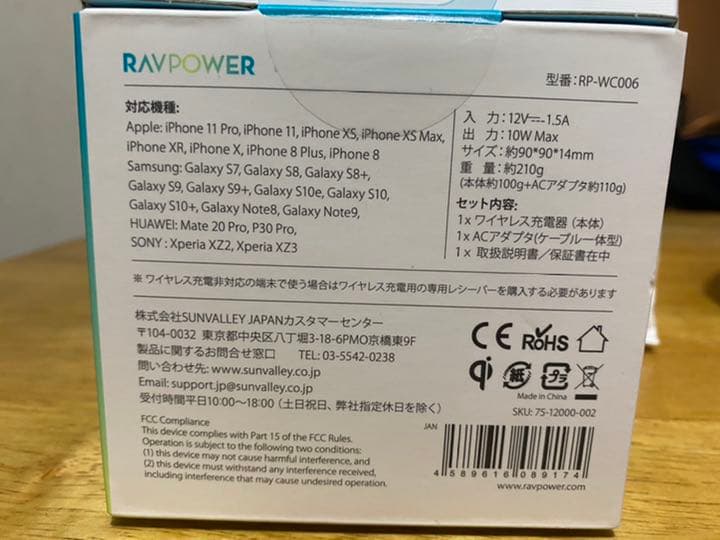 RAVPOWER
型番:RP-WC006
対応機種:
Apple: iPhone 11 Pro, iPhone 11, iPhone XS, iPhone XS Max,
iPhone XR, iPhone X, iPhone 8 Plus, iPhone 8
Samsung: Galaxy S7, Galaxy S8, Galaxy S8+,
Galaxy S9, Galaxy S9+, Galaxy S10e, Galaxy S10,
Galaxy S10+, Galaxy Note8, Galaxy Note9,
HUAWEI: Mate 20 Pro, P30 Pro,
SONY : Xperia XZ2, Xperia XZ3
入 力:12V⎓1.5A
出 力:10W Max
サイズ:約90*90*14mm
重 量:約210g
(本体約100g+ACアダプタ約110g)
セット内容:
1x ワイヤレス充電器 (本体)
1x ACアダプタ(ケーブル一体型)
1x 取扱説明書/保証書在中
※ ワイヤレス充電非対応の端末で使う場合はワイヤレス充電用の専用レシーバーを購入する必要があります
株式会社SUNVALLEY JAPANカスタマーセンター
〒104-0032 東京都中央区八丁堀3-18-6PMO京橋東9F
製品に関するお問合せ窓口 TEL: 03-5542-0238
問い合わせ先: www.sunvalley.co.jp
Email: support.jp@sunvalley.co.jp
受付時間平日10:00~18:00 (土日祝日、弊社指定休日を除く)
FCC Compliance
This device complies with Part 15 of the FCC Rules.
Operation is subject to the following two conditions:
(1) this device may not cause harmful interference, and
(2) this device must withstand any interference received,
including interference that may cause undesired operation.
CE RoHS
qi 紙 プラ
Made in China
SKU: 75-12000-002
JAN
4 589616 089174
www.ravpower.com